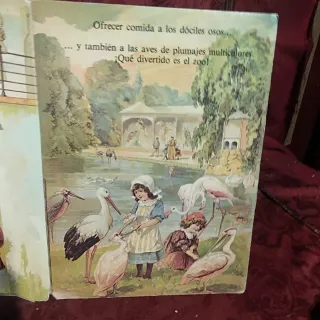 Ofrecer comida a los dóciles osos...
... y también a las aves de plumajes multicolores.
¡Qué divertido es el zoo!